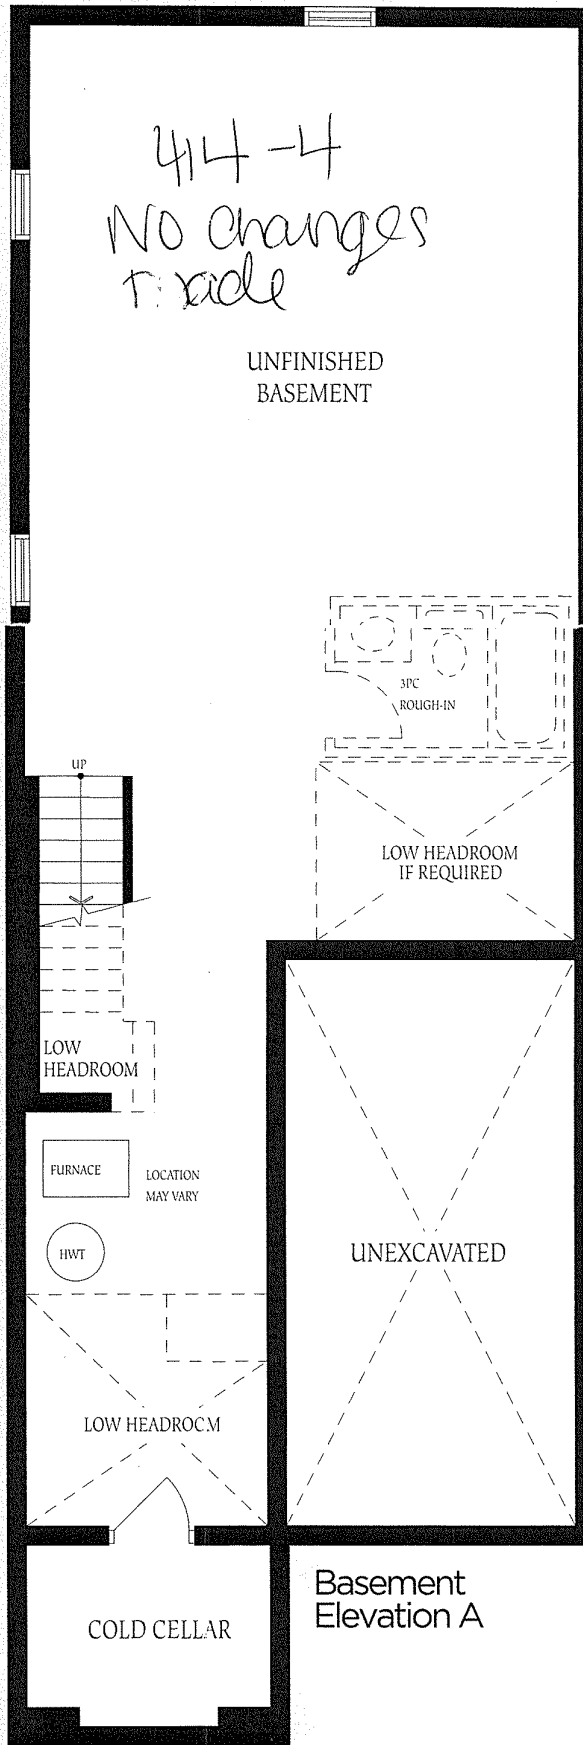 414-4
No changes
made
UNFINISHED
BASEMENT
3PC
ROUGH-IN
UP
LOW HEADROOM
IF REQUIRED
LOW
HEADROOM
FURNACE
LOCATION
MAY VARY
HWT
UNEXCAVATED
LOW HEADROOM
Basement
Elevation A
COLD CELLAR